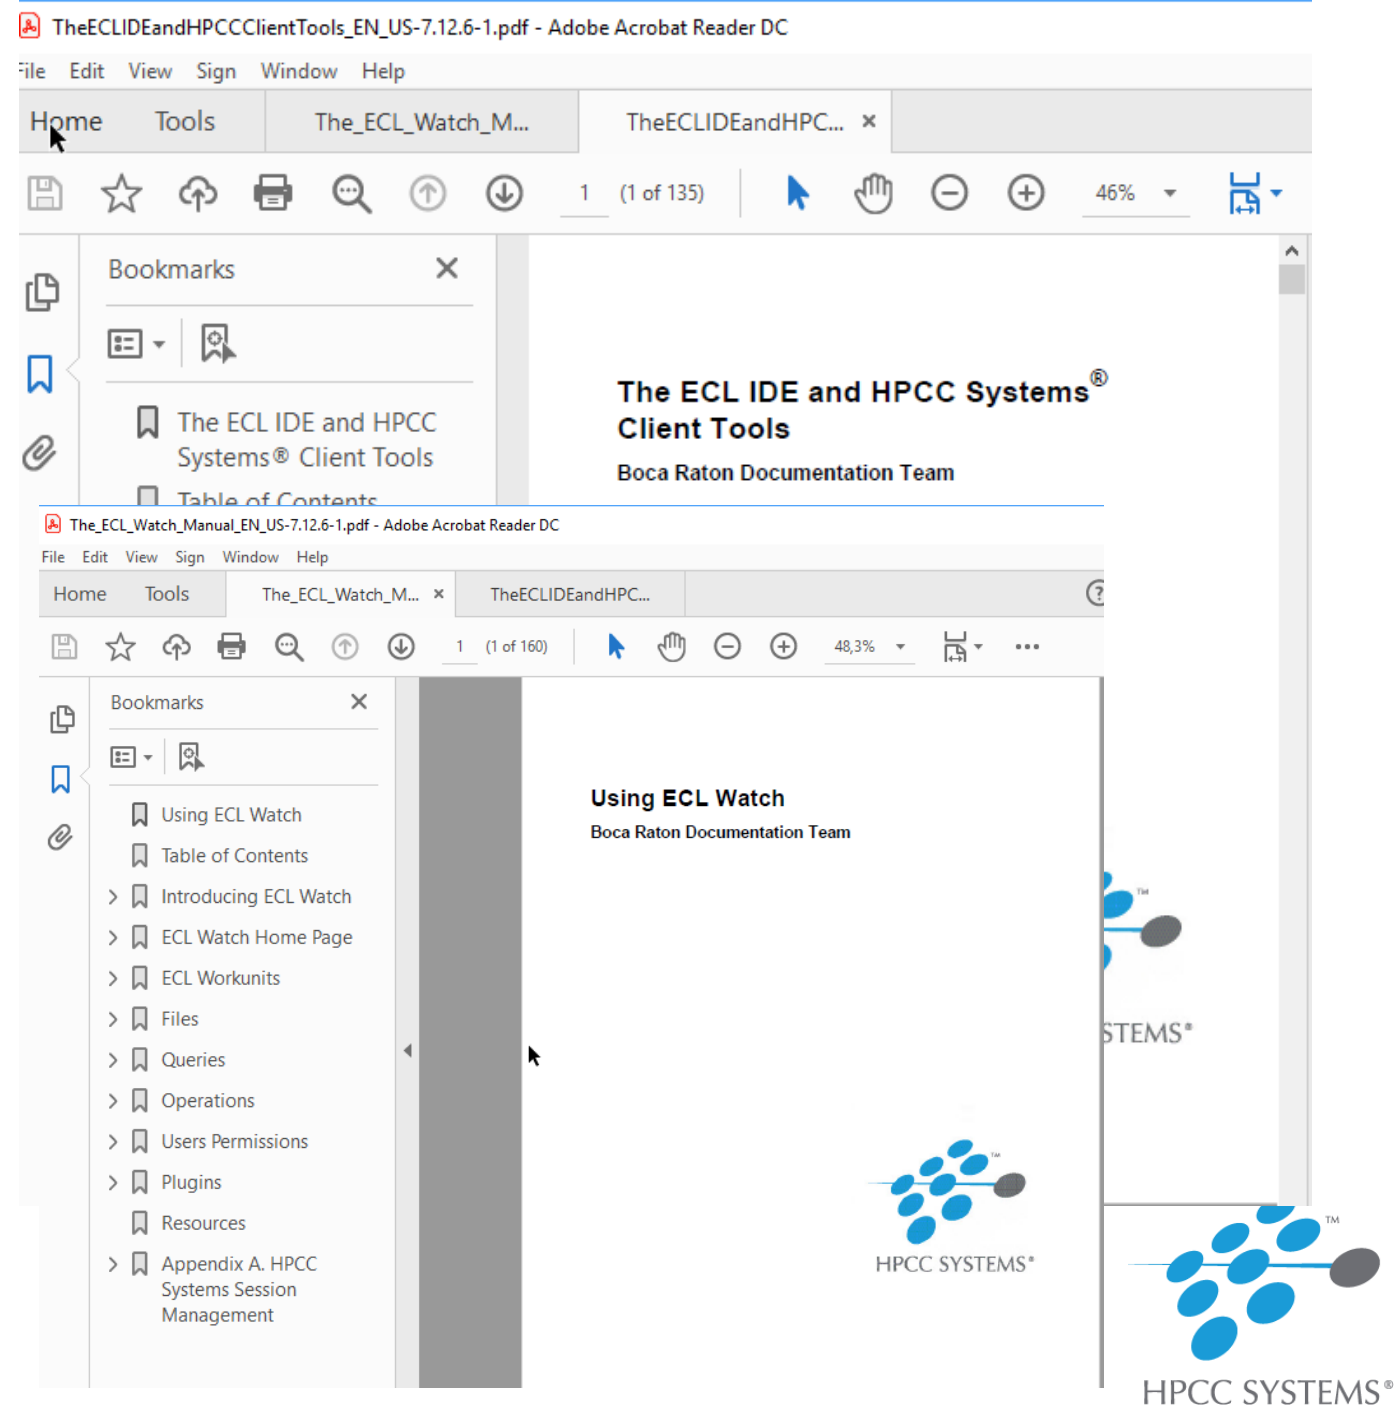 TheECLIDEandHPCCClientTools_EN_US-7.12.6-1.pdf - Adobe Acrobat Reader DC
File Edit View Sign Window Help
Home Tools The_ECL_Watch_M... TheECLIDEandHPC... ×
1 (1 of 135) 46%
Bookmarks
The ECL IDE and HPCC
Systems® Client Tools
Table of Contents
The ECL IDE and HPCC Systems®
Client Tools
Boca Raton Documentation Team
The_ECL_Watch_Manual_EN_US-7.12.6-1.pdf - Adobe Acrobat Reader DC
File Edit View Sign Window Help
Home Tools The_ECL_Watch_M... × TheECLIDEandHPC...
1 (1 of 160) 48,3%
Bookmarks
Using ECL Watch
Table of Contents
Introducing ECL Watch
ECL Watch Home Page
ECL Workunits
Files
Queries
Operations
Users Permissions
Plugins
Resources
Appendix A. HPCC
Systems Session
Management
Using ECL Watch
Boca Raton Documentation Team
TM
HPCC SYSTEMS®
TM
STEMS®
TM
HPCC SYSTEMS®